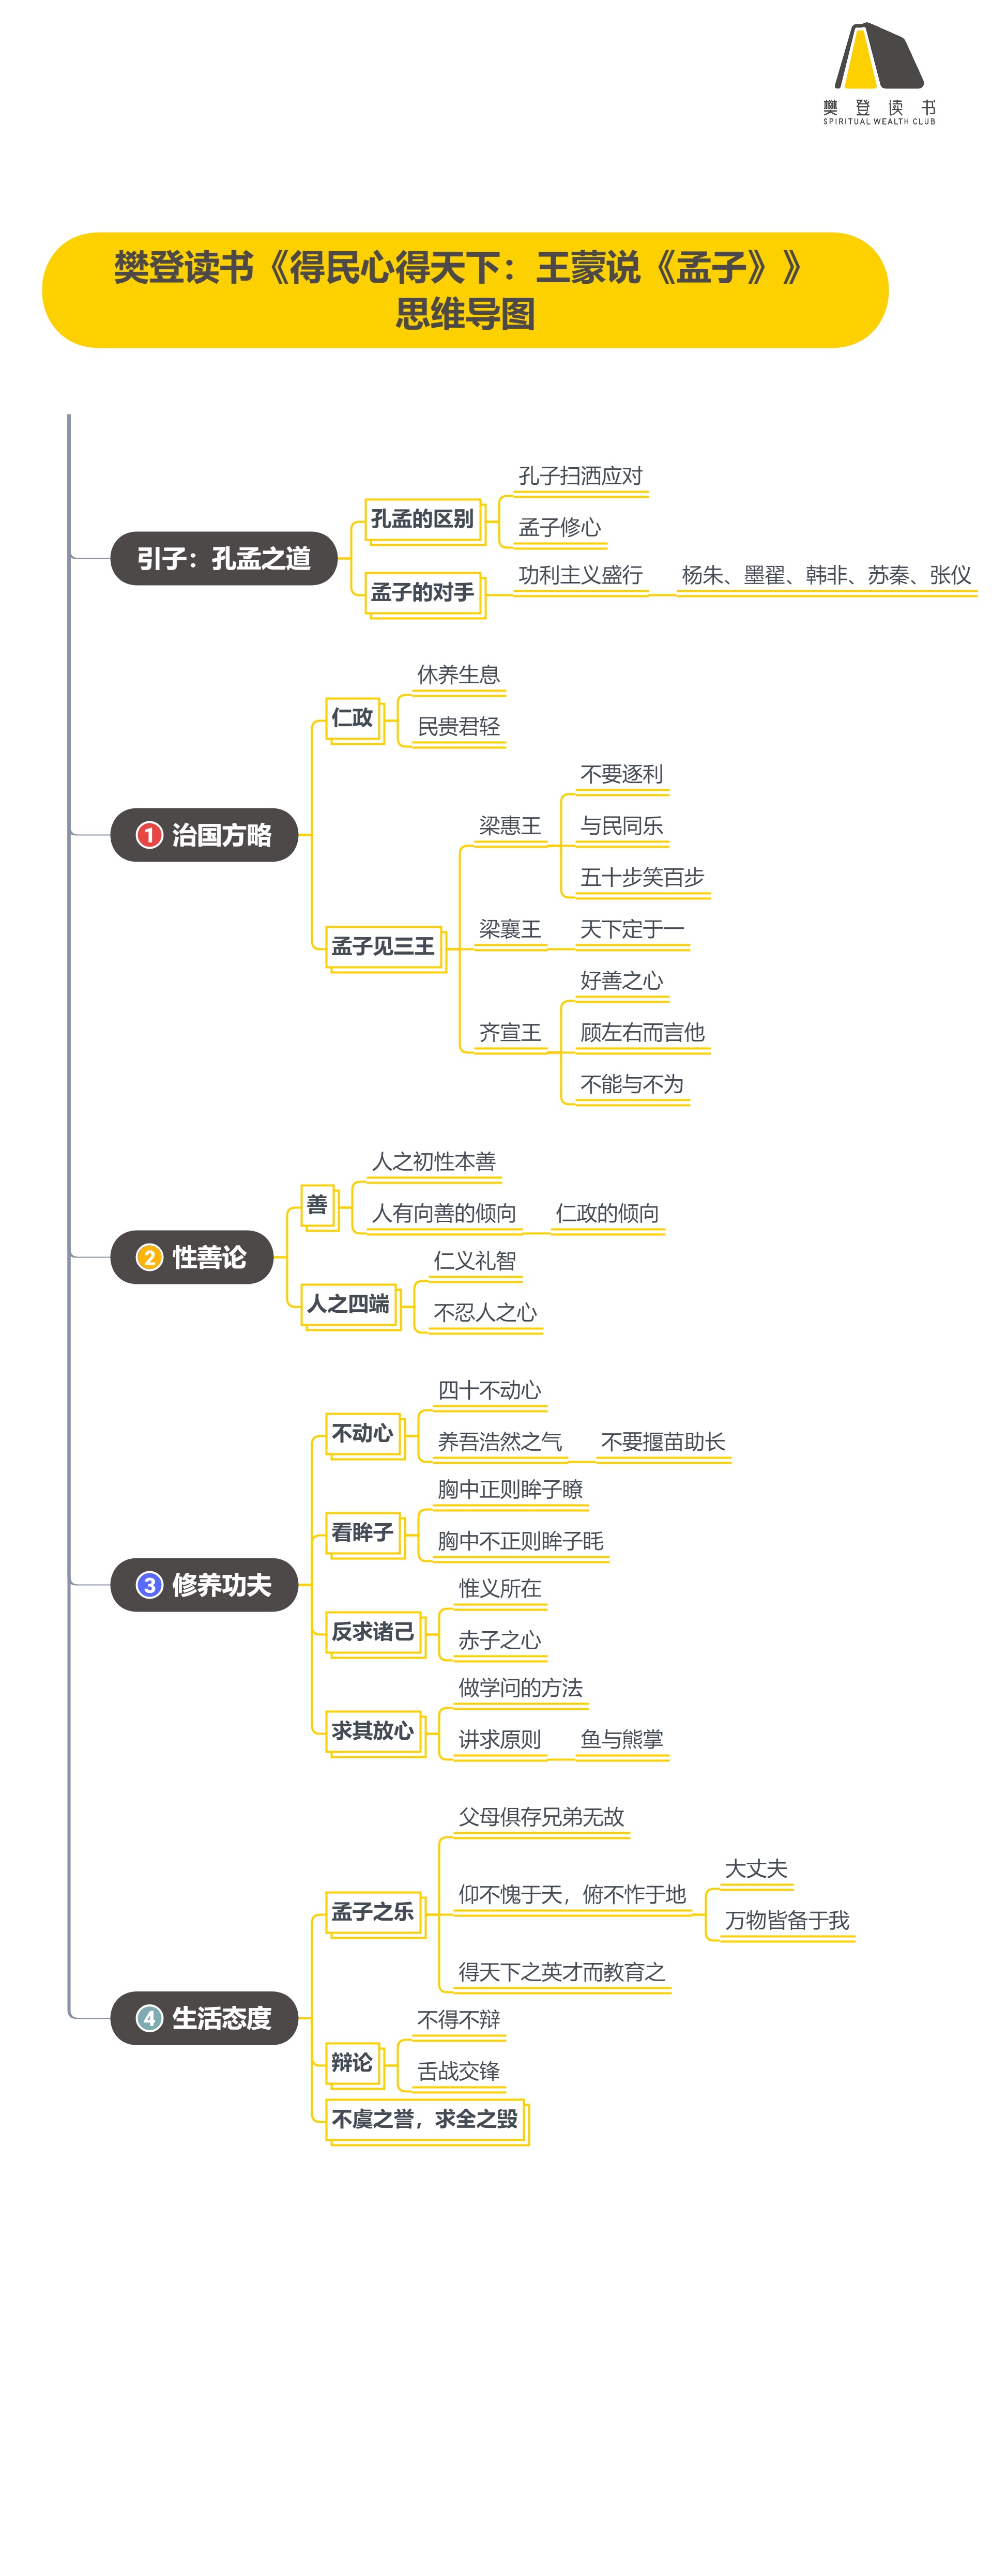 樊登读书
SPIRITUAL WEALTH CLUB
樊登读书《得民心得天下：王蒙说《孟子》》
思维导图
引子：孔孟之道
孔孟的区别
孔子扫洒应对
孟子修心
孟子的对手
功利主义盛行
杨朱、墨翟、韩非、苏秦、张仪
1 治国方略
仁政
休养生息
民贵君轻
孟子见三王
梁惠王
不要逐利
与民同乐
五十步笑百步
梁襄王
天下定于一
齐宣王
好善之心
顾左右而言他
不能与不为
2 性善论
善
人之初性本善
人有向善的倾向
仁政的倾向
人之四端
仁义礼智
不忍人之心
3 修养功夫
不动心
四十不动心
养吾浩然之气
不要揠苗助长
看眸子
胸中正则眸子瞭
胸中不正则眸子眊
反求诸己
惟义所在
赤子之心
求其放心
做学问的方法
讲求原则
鱼与熊掌
4 生活态度
孟子之乐
父母俱存兄弟无故
仰不愧于天，俯不怍于地
大丈夫
万物皆备于我
得天下之英才而教育之
辩论
不得不辩
舌战交锋
不虞之誉，求全之毁